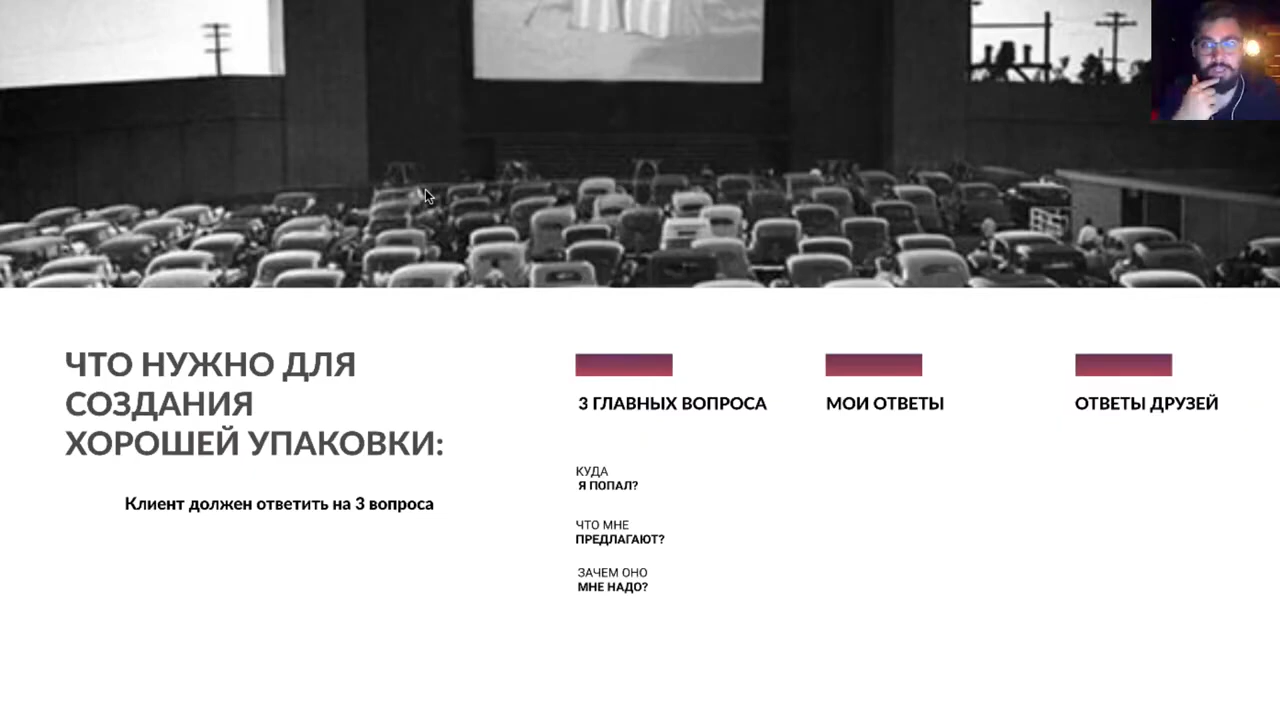 ЧТО НУЖНО ДЛЯ
СОЗДАНИЯ
ХОРОШЕЙ УПАКОВКИ:
Клиент должен ответить на 3 вопроса
3 ГЛАВНЫХ ВОПРОСА
КУДА
Я ПОПАЛ?
ЧТО МНЕ
ПРЕДЛАГАЮТ?
ЗАЧЕМ ОНО
МНЕ НАДО?
МОИ ОТВЕТЫ
ОТВЕТЫ ДРУЗЕЙ